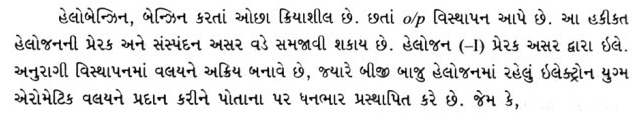 હેલોબેન્ઝિન, બેન્ઝિન કરતાં ઓછા ક્રિયાશીલ છે. છતાં o/p વિસ્થાપન આપે છે. આ હકીકત
હેલોજનની પ્રેરક અને સંસ્પંદન અસર વડે સમજાવી શકાય છે. હેલોજન (–I) પ્રેરક અસર દ્વારા ઇલે.
અનુરાગી વિસ્થાપનમાં વલયને અક્રિય બનાવે છે, જ્યારે બીજી બાજુ હેલોજનમાં રહેલું ઇલેક્ટ્રોન યુગ્મ
એરોમેટિક વલયને પ્રદાન કરીને પોતાના પર ધનભાર પ્રસ્થાપિત કરે છે. જેમ કે,